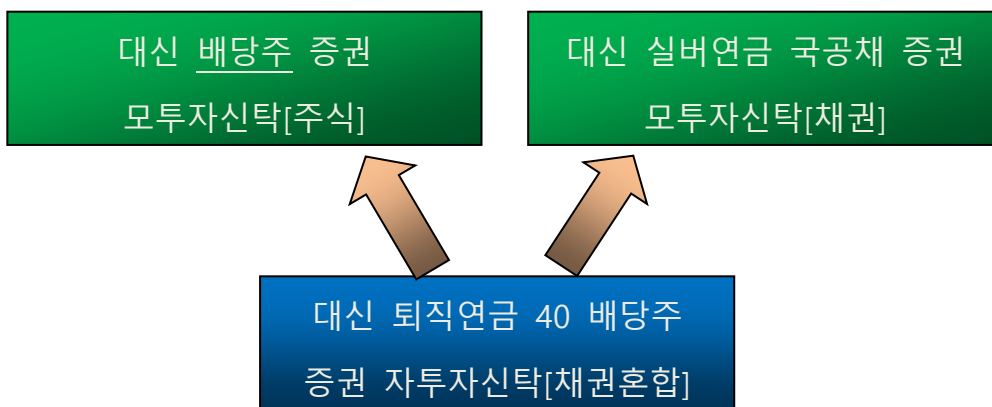 대신 배당주 증권
모투자신탁[주식]
대신 실버연금 국공채 증권
모투자신탁[채권]
대신 퇴직연금 40 배당주
증권 자투자신탁[채권혼합]